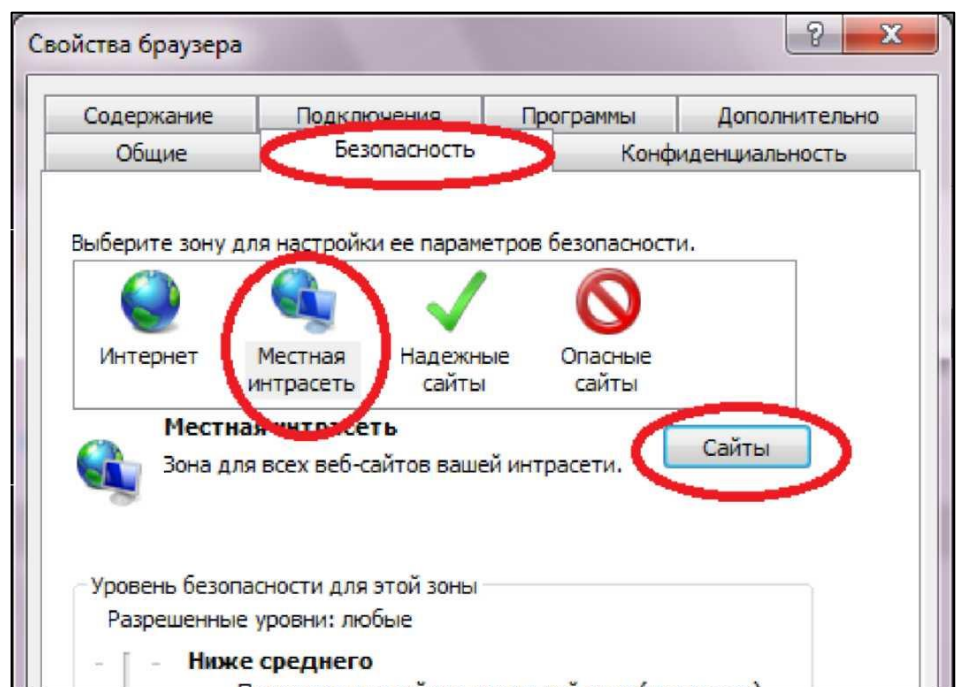 Свойства браузера
?
X
Содержание Подключения Программы Дополнительно
Общие Безопасность Конфиденциальность
Выберите зону для настройки ее параметров безопасности.
Интернет
Местная
интрасеть
Надежные
сайты
Опасные
сайты
Местная интрасеть
Сайты
Зона для всех веб-сайтов вашей интрасети.
Уровень безопасности для этой зоны
Разрешенные уровни: любые
Ниже среднего